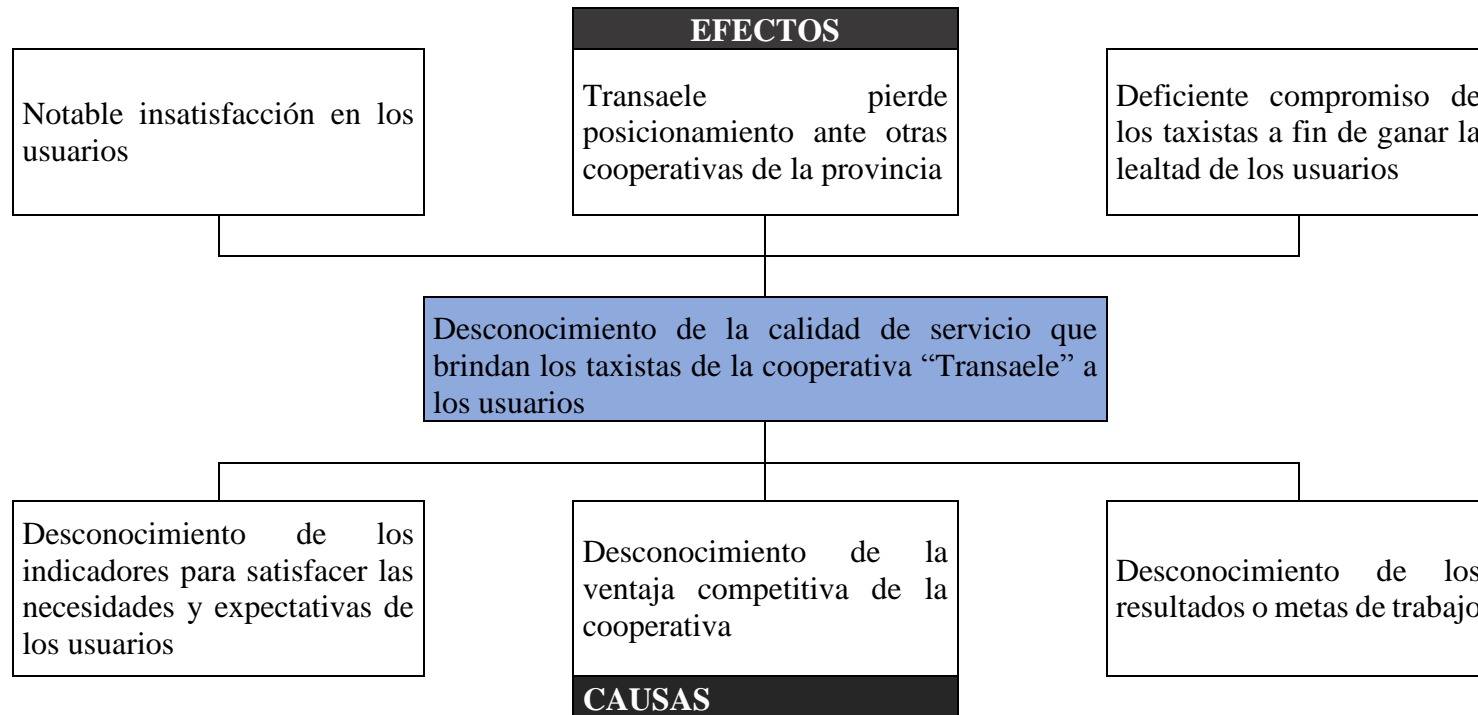 EFECTOS
Notable insatisfacción en los
usuarios
Transaele pierde
posicionamiento ante otras
cooperativas de la provincia
Deficiente compromiso de
los taxistas a fin de ganar la
lealtad de los usuarios
Desconocimiento de la calidad de servicio que
brindan los taxistas de la cooperativa “Transaele” a
los usuarios
Desconocimiento de los
indicadores para satisfacer las
necesidades y expectativas de
los usuarios
Desconocimiento de la
ventaja competitiva de la
cooperativa
Desconocimiento de los
resultados o metas de trabajo
CAUSAS